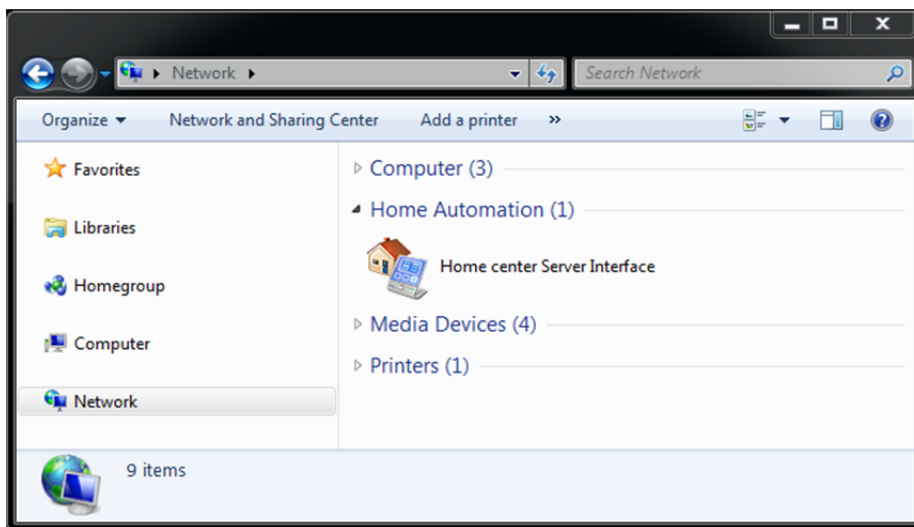 Network
Search Network
Organize Network and Sharing Center Add a printer »
Favorites
Libraries
Homegroup
Computer
Network
Computer (3)
Home Automation (1)
Home center Server Interface
Media Devices (4)
Printers (1)
9 items